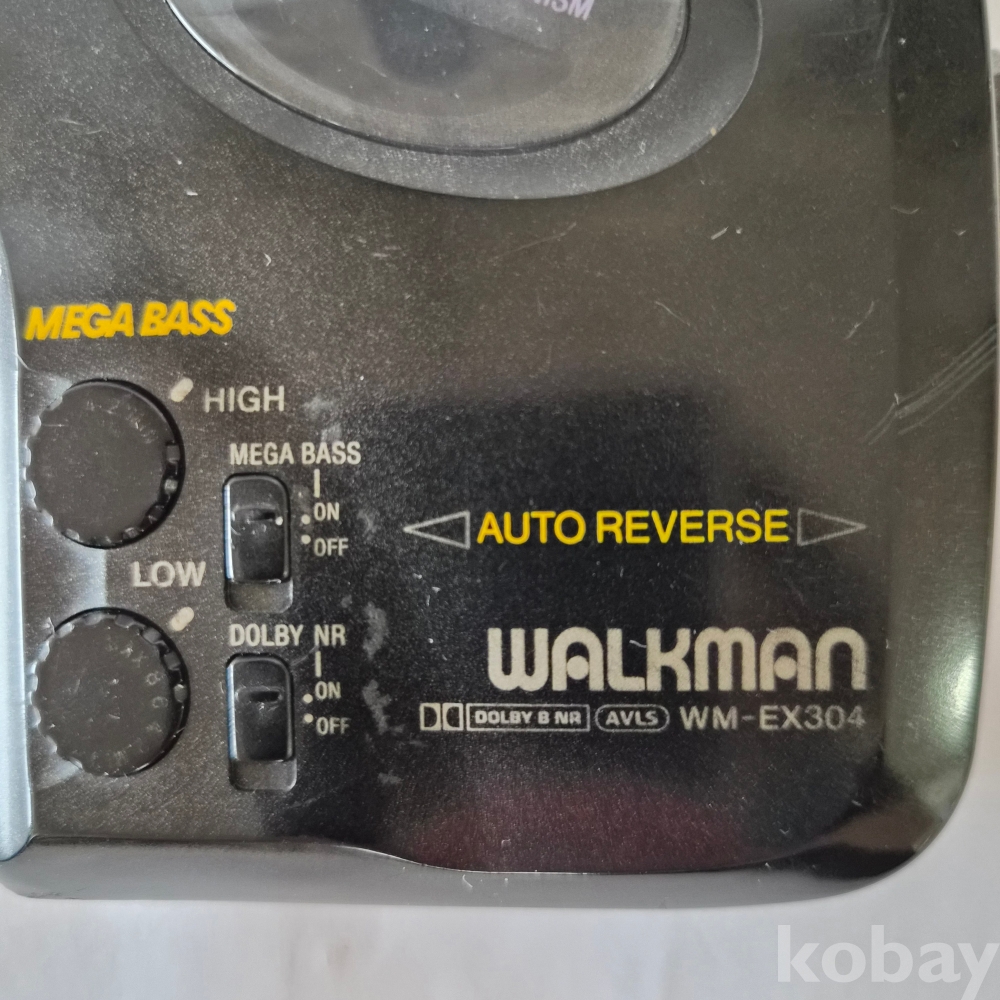 MEGA BASS
HIGH
MEGA BASS
ON
OFF
AUTO REVERSE
LOW
DOLBY NR
ON
OFF
WALKMAN
DOLBY B NR AVLS WM-EX304
kobay